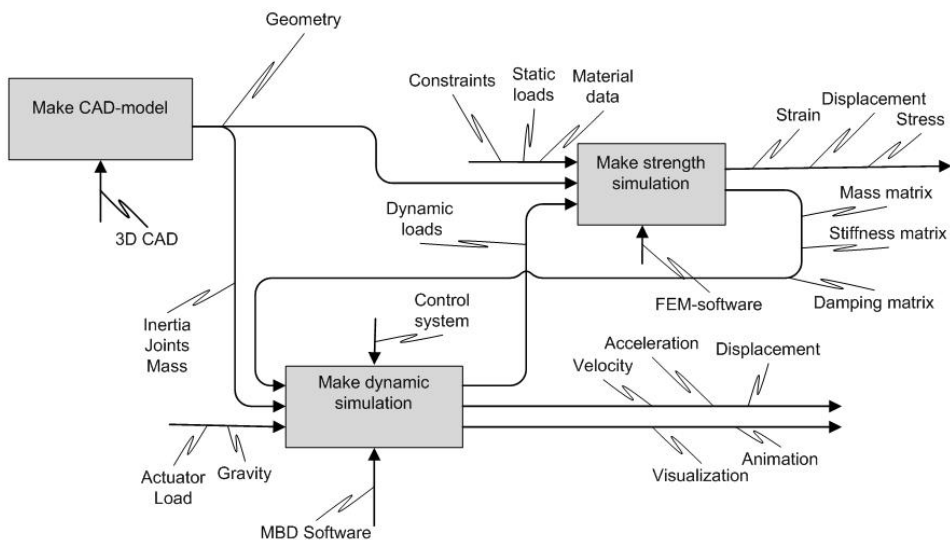 Geometry
Make CAD-model
3D CAD
Constraints
Static
loads
Material
data
Make strength
simulation
Strain
Displacement
Stress
Mass matrix
Stiffness matrix
Damping matrix
FEM-software
Dynamic
loads
Inertia
Joints
Mass
Control
system
Make dynamic
simulation
Actuator
Load
Gravity
MBD Software
Velocity
Acceleration
Displacement
Visualization
Animation